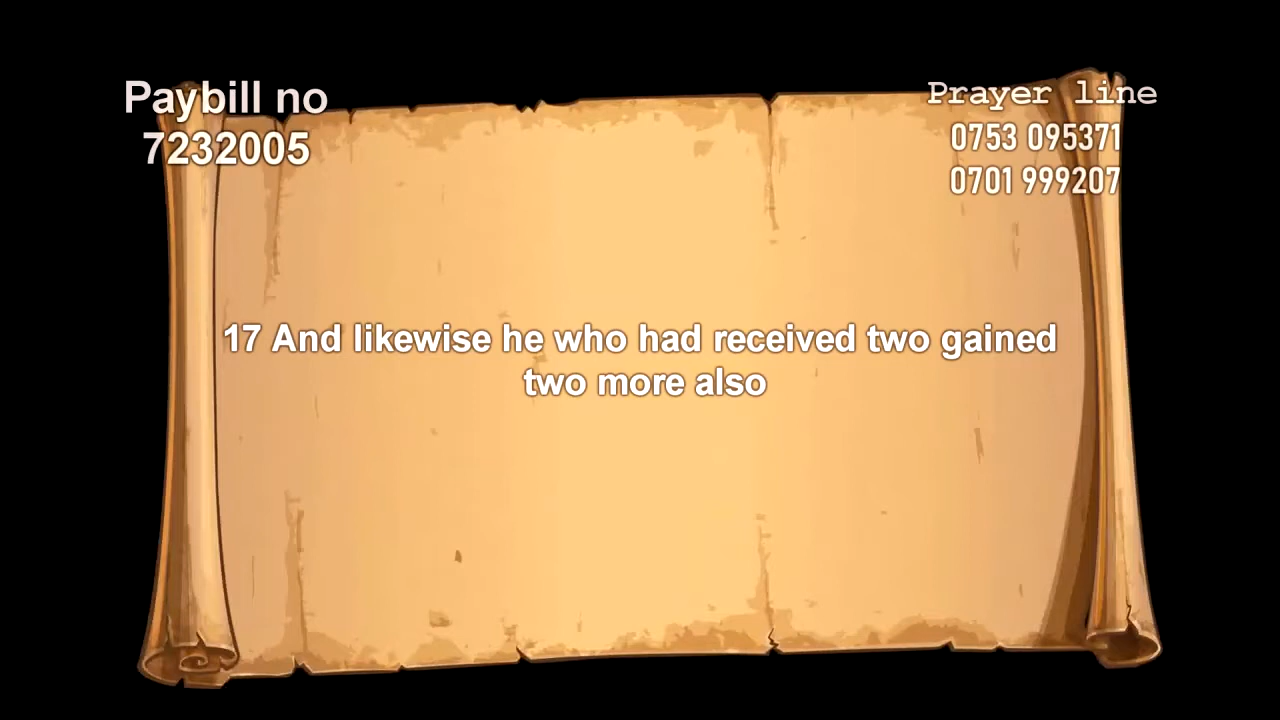 Paybill no
7232005
Prayer line
0753 095371
0701 999207
17 And likewise he who had received two gained
two more also